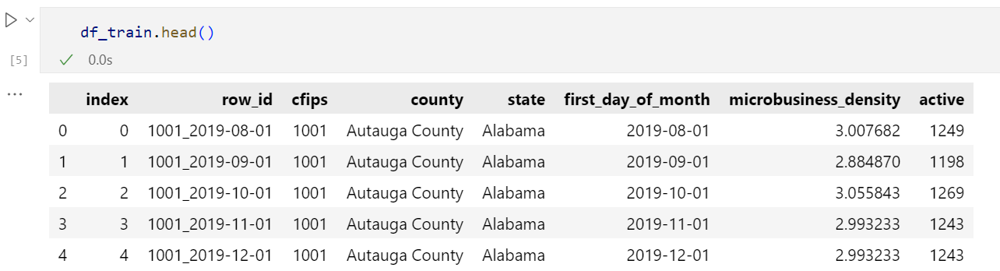 df_train.head()
[5]
0.0s
...
index row_id cfips county state first_day_of_month microbusiness_density active
0 0 1001_2019-08-01 1001 Autauga County Alabama 2019-08-01 3.007682 1249
1 1 1001_2019-09-01 1001 Autauga County Alabama 2019-09-01 2.884870 1198
2 2 1001_2019-10-01 1001 Autauga County Alabama 2019-10-01 3.055843 1269
3 3 1001_2019-11-01 1001 Autauga County Alabama 2019-11-01 2.993233 1243
4 4 1001_2019-12-01 1001 Autauga County Alabama 2019-12-01 2.993233 1243